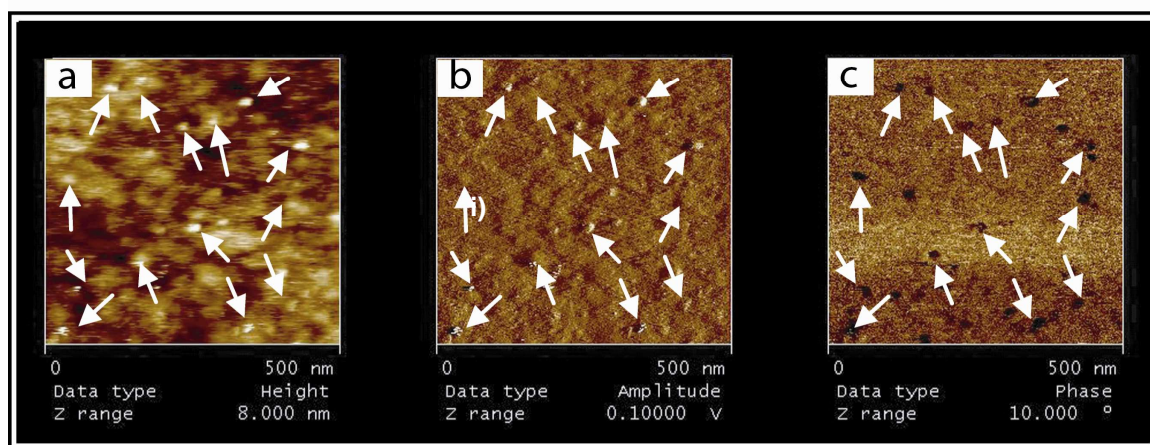 a
b
c
i)
0 500 nm
Data type Height
Z range 8.000 nm
0 500 nm
Data type Amplitude
Z range 0.10000 V
0 500 nm
Data type Phase
Z range 10.000 º